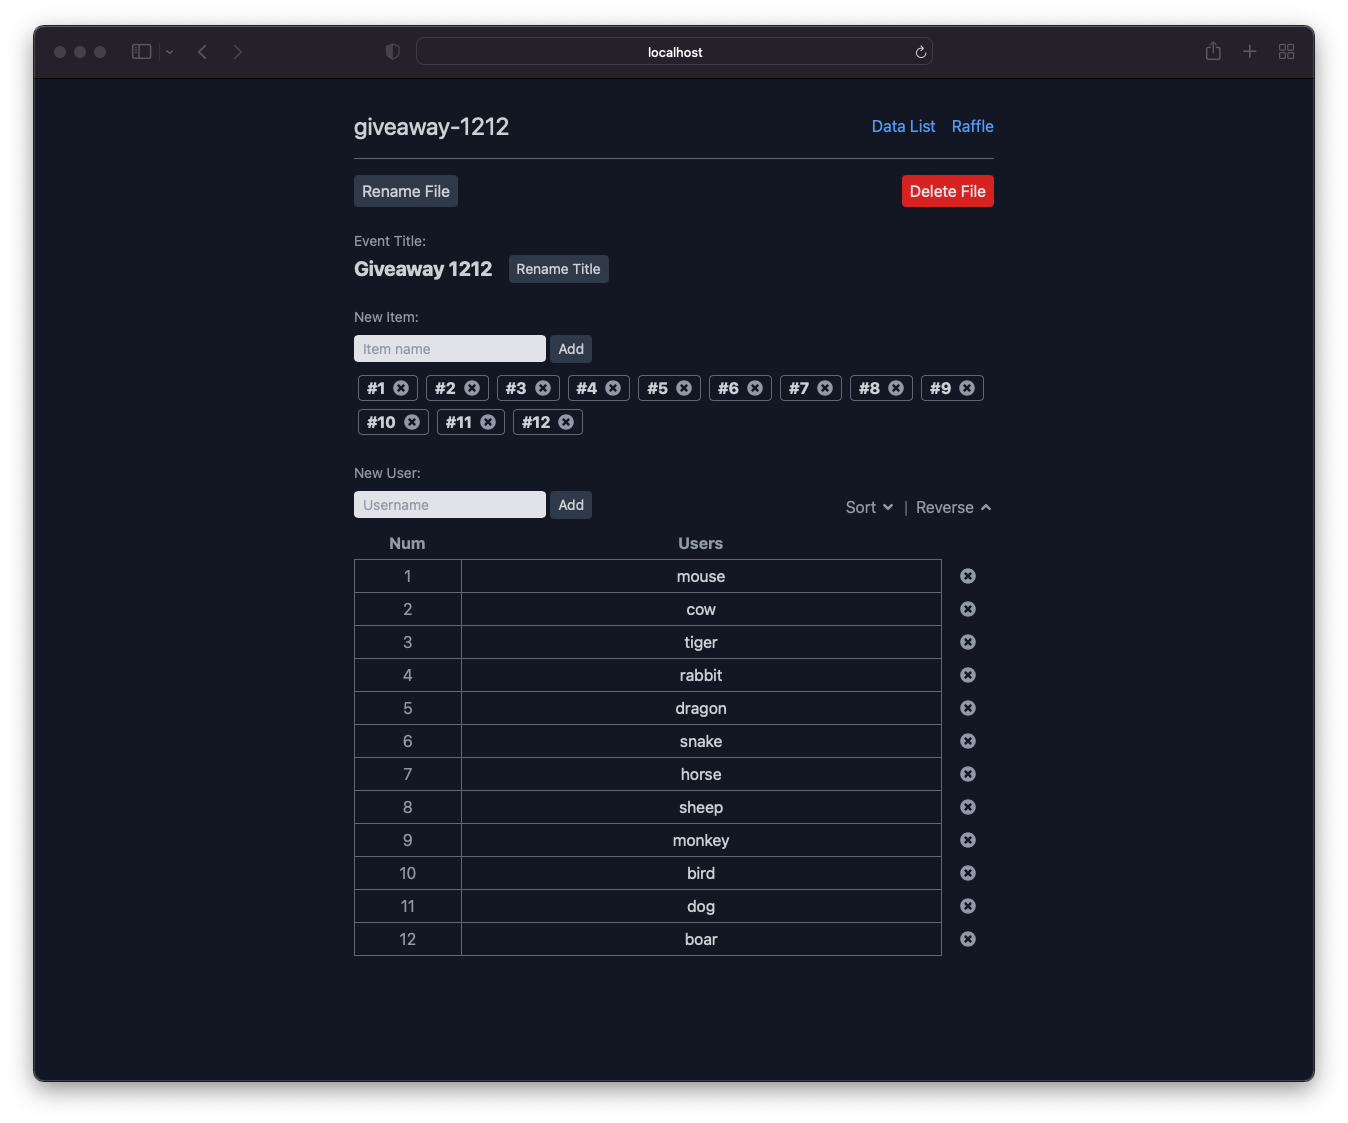 localhost
giveaway-1212 Data List Raffle
Rename File Delete File
Event Title:
Giveaway 1212 Rename Title
New Item:
Item name Add
#1 #2 #3 #4 #5 #6 #7 #8 #9
#10 #11 #12
New User:
Username Add Sort | Reverse
Num Users
1 mouse
2 cow
3 tiger
4 rabbit
5 dragon
6 snake
7 horse
8 sheep
9 monkey
10 bird
11 dog
12 boar